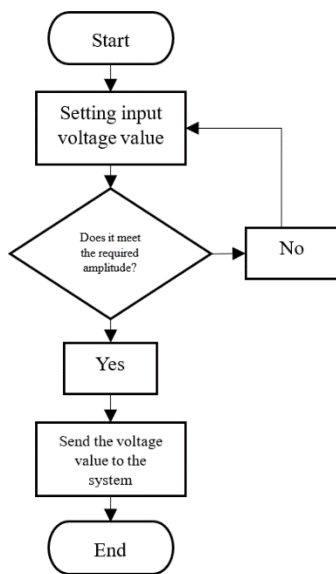 Start
Setting input
voltage value
Does it meet
the required
amplitude?
No
Yes
Send the voltage
value to the
system
End